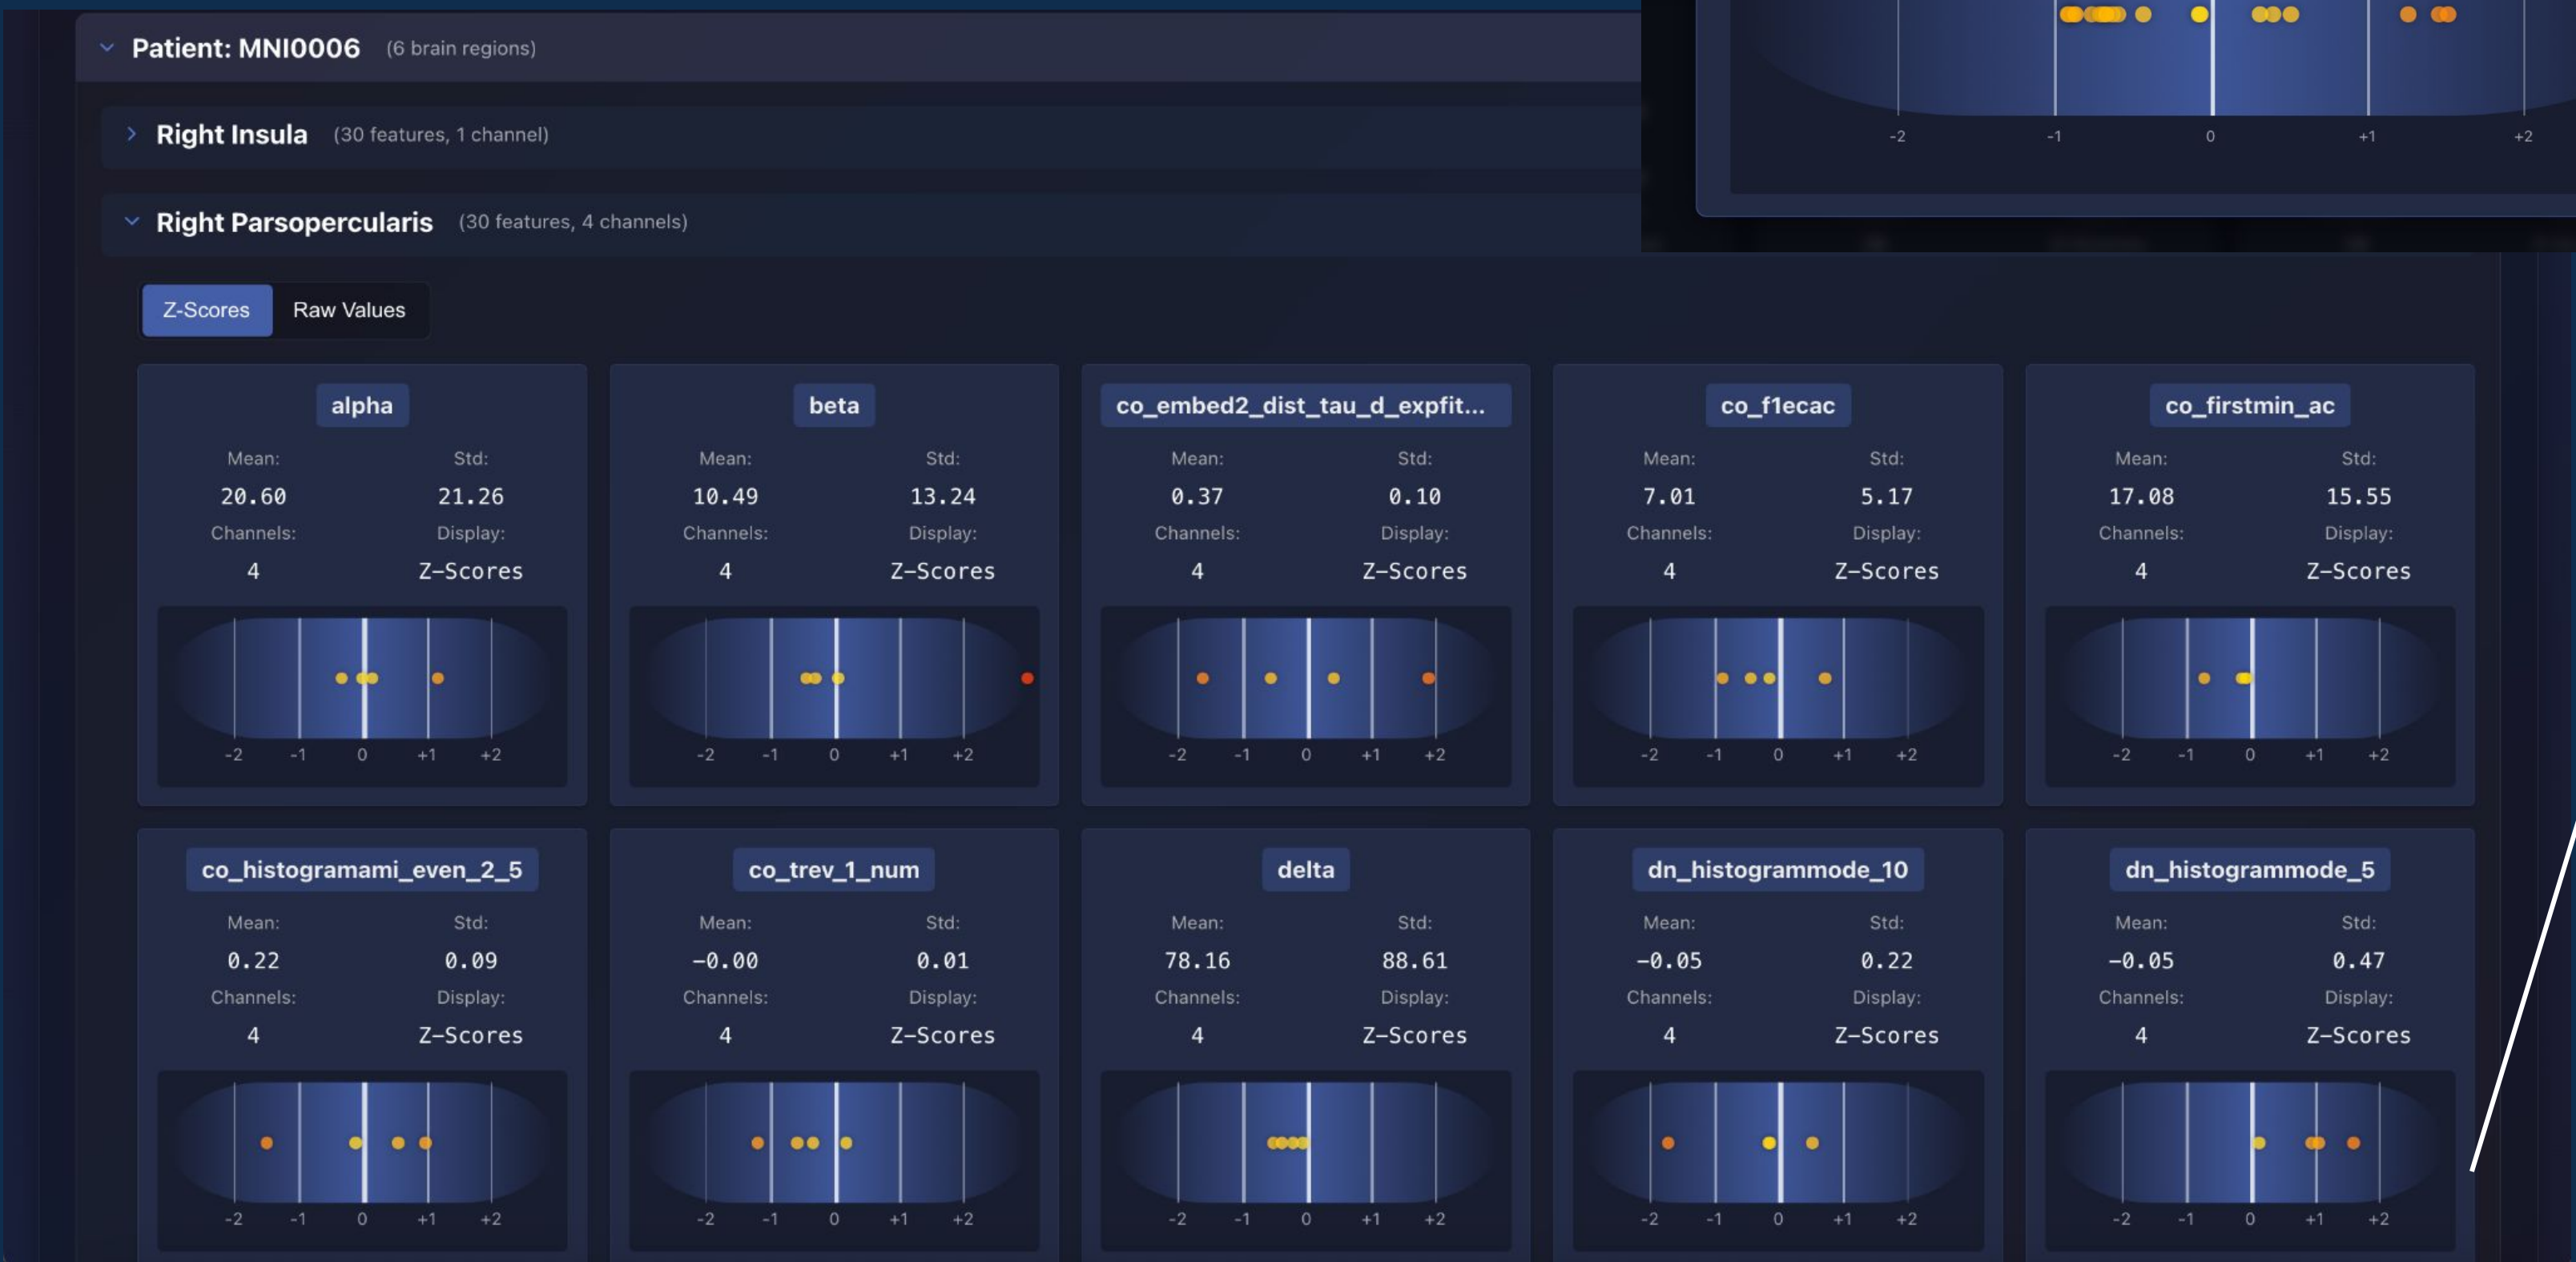 Patient: MNI0006 (6 brain regions)
-2 -1 0 +1 +2
Right Insula (30 features, 1 channel)
Right Parsopercularis (30 features, 4 channels)
Z-Scores Raw Values
alpha beta co_embed2_dist_tau_d_expfit... co_f1ecac co_firstmin_ac
Mean: Std: Mean: Std: Mean: Std: Mean: Std: Mean: Std:
20.60 21.26 10.49 13.24 0.37 0.10 7.01 5.17 17.08 15.55
Channels: Display: Channels: Display: Channels: Display: Channels: Display: Channels: Display:
4 Z-Scores 4 Z-Scores 4 Z-Scores 4 Z-Scores 4 Z-Scores
-2 -1 0 +1 +2 -2 -1 0 +1 +2 -2 -1 0 +1 +2 -2 -1 0 +1 +2 -2 -1 0 +1 +2
co_histogramami_even_2_5 co_trev_1_num delta dn_histogrammode_10 dn_histogrammode_5
Mean: Std: Mean: Std: Mean: Std: Mean: Std: Mean: Std:
0.22 0.09 -0.00 0.01 78.16 88.61 -0.05 0.22 -0.05 0.47
Channels: Display: Channels: Display: Channels: Display: Channels: Display: Channels: Display:
4 Z-Scores 4 Z-Scores 4 Z-Scores 4 Z-Scores 4 Z-Scores
-2 -1 0 +1 +2 -2 -1 0 +1 +2 -2 -1 0 +1 +2 -2 -1 0 +1 +2 -2 -1 0 +1 +2